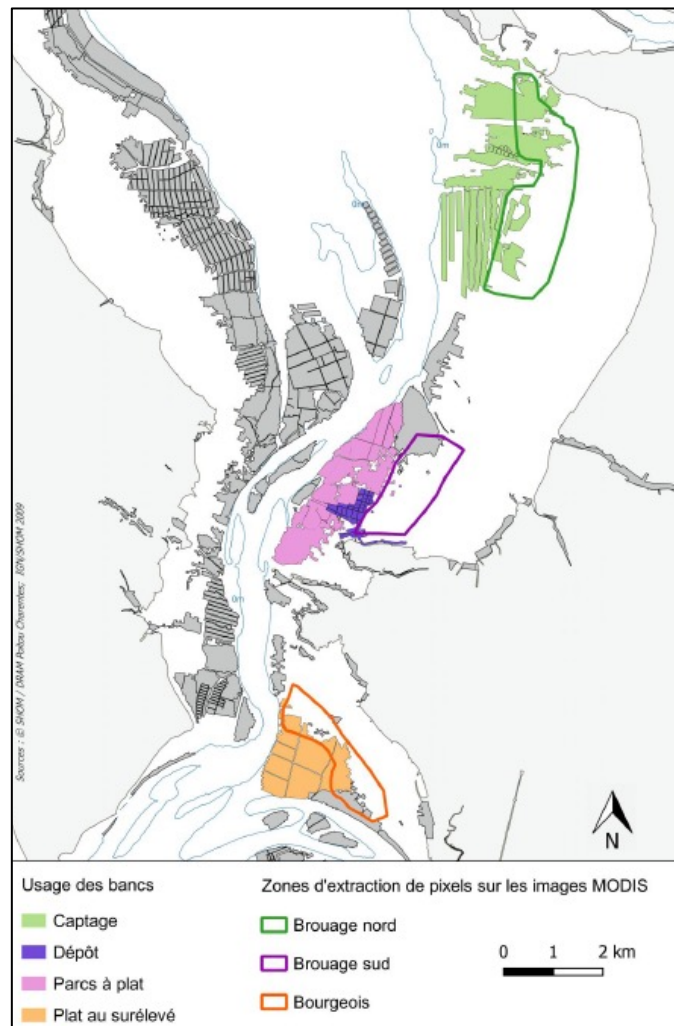 0m
0m
0m
0m
Sources : © SHOM / DRAM Poitou Charentes; IGN/SHOM 2009
N
Usage des bancs
Captage
Dépôt
Parcs à plat
Plat au surélevé
Zones d'extraction de pixels sur les images MODIS
Brouage nord
Brouage sud
Bourgeois
0 1 2 km